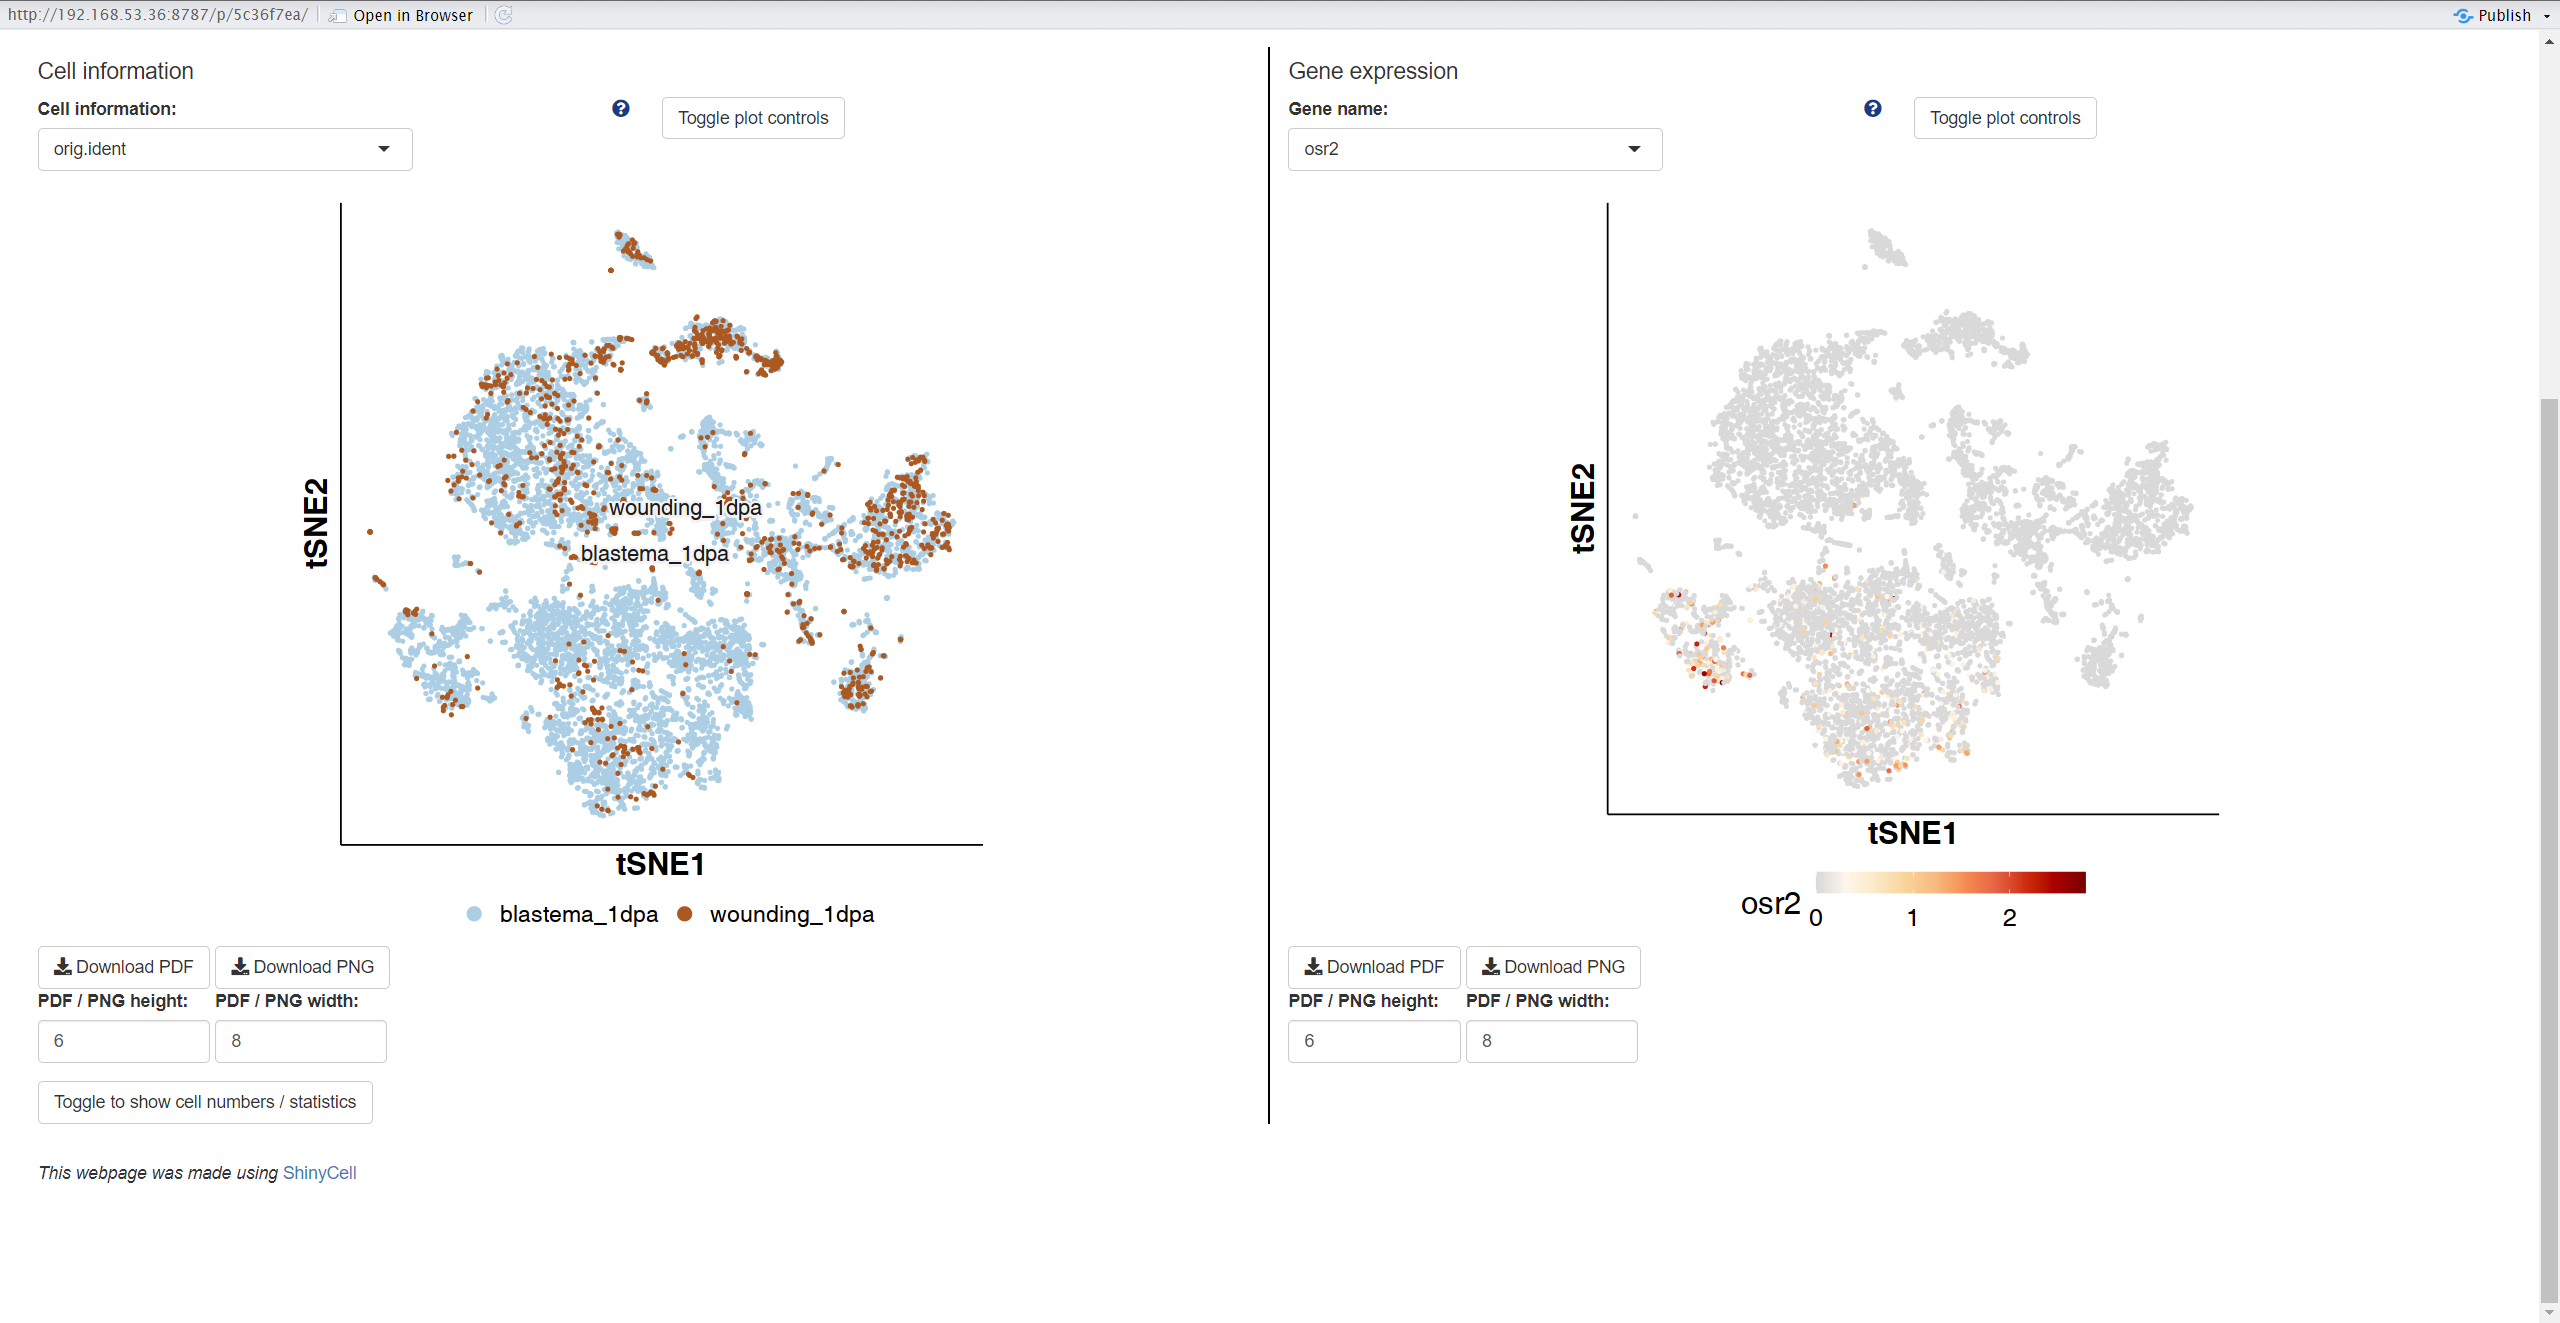 http://192.168.53.36:8787/p/5c36f7ea/ Open in Browser Publish
Cell information
Cell information:
Toggle plot controls
orig.ident
tSNE2
wounding_1dpa
blastema_1dpa
tSNE1
blastema_1dpa wounding_1dpa
Download PDF Download PNG
PDF / PNG height: PDF / PNG width:
6 8
Toggle to show cell numbers / statistics
This webpage was made using ShinyCell
Gene expression
Gene name:
Toggle plot controls
osr2
tSNE2
tSNE1
osr2 0 1 2
Download PDF Download PNG
PDF / PNG height: PDF / PNG width:
6 8